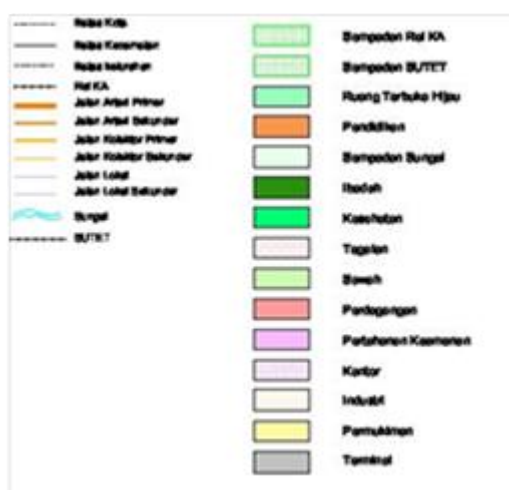 Batas Kota
Batas Kecamatan
Batas kelurahan
Rel KA
Jalan Arteri Primer
Jalan Arteri Sekunder
Jalan Kolektor Primer
Jalan Kolektor Sekunder
Jalan Lokal
Jalan Lokal Sekunder
Sungai
SUTET
Sempadan Rel KA
Sempadan SUTET
Ruang Terbuka Hijau
Pendidikan
Sempadan Sungai
Ibadah
Kesehatan
Tegalan
Sawah
Perdagangan
Pertahanan Keamanan
Kantor
Industri
Permukiman
Terminal